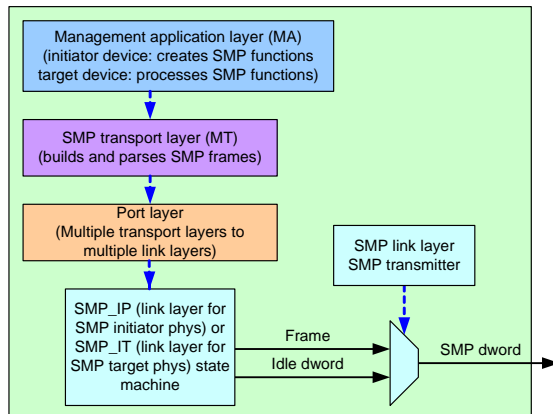 Management application layer (MA)
(initiator device: creates SMP functions
target device: processes SMP functions)
SMP transport layer (MT)
(builds and parses SMP frames)
Port layer
(Multiple transport layers to
multiple link layers)
SMP link layer
SMP transmitter
SMP_IP (link layer for
SMP initiator phys) or
SMP_IT (link layer for
SMP target phys) state
machine
Frame
Idle dword
SMP dword